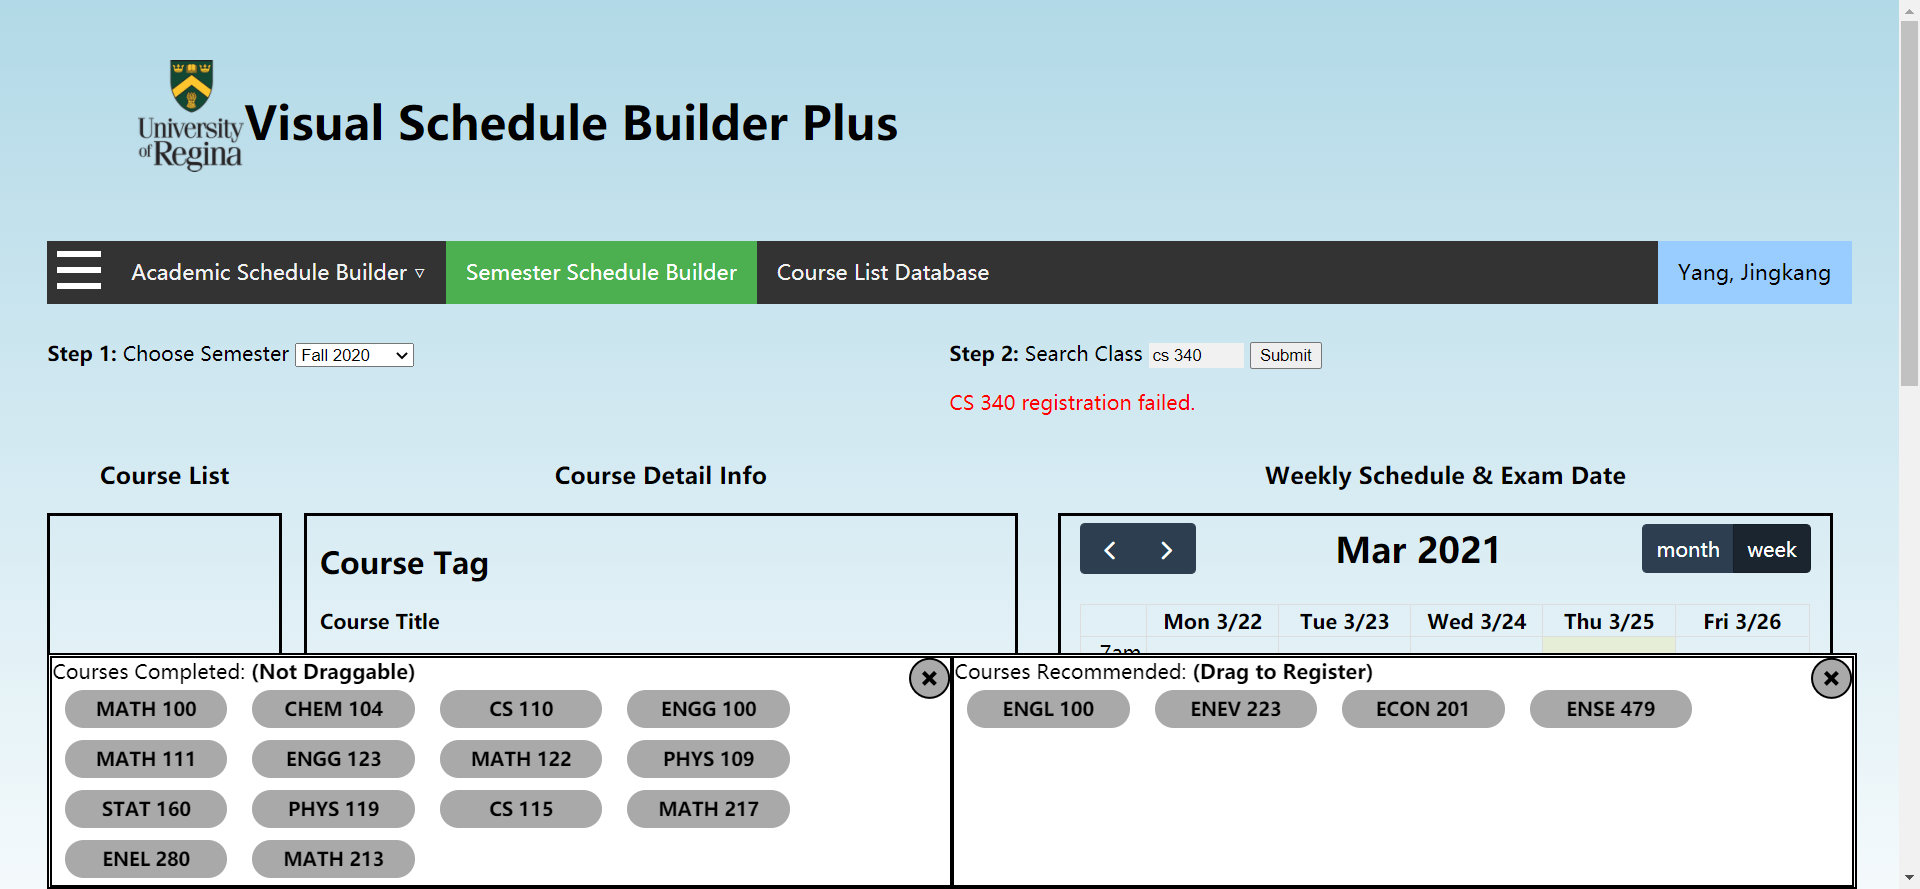 University
of Regina
Visual Schedule Builder Plus
Academic Schedule Builder ▿
Semester Schedule Builder
Course List Database
Yang, Jingkang
Step 1: Choose Semester Fall 2020
Step 2: Search Class cs 340 Submit
CS 340 registration failed.
Course List
Course Detail Info
Weekly Schedule & Exam Date
Course Tag
Course Title
Mar 2021
month week
Mon 3/22 Tue 3/23 Wed 3/24 Thu 3/25 Fri 3/26
7am
Courses Completed: (Not Draggable)
MATH 100 CHEM 104 CS 110 ENGG 100
MATH 111 ENGG 123 MATH 122 PHYS 109
STAT 160 PHYS 119 CS 115 MATH 217
ENEL 280 MATH 213
Courses Recommended: (Drag to Register)
ENGL 100 ENEV 223 ECON 201 ENSE 479